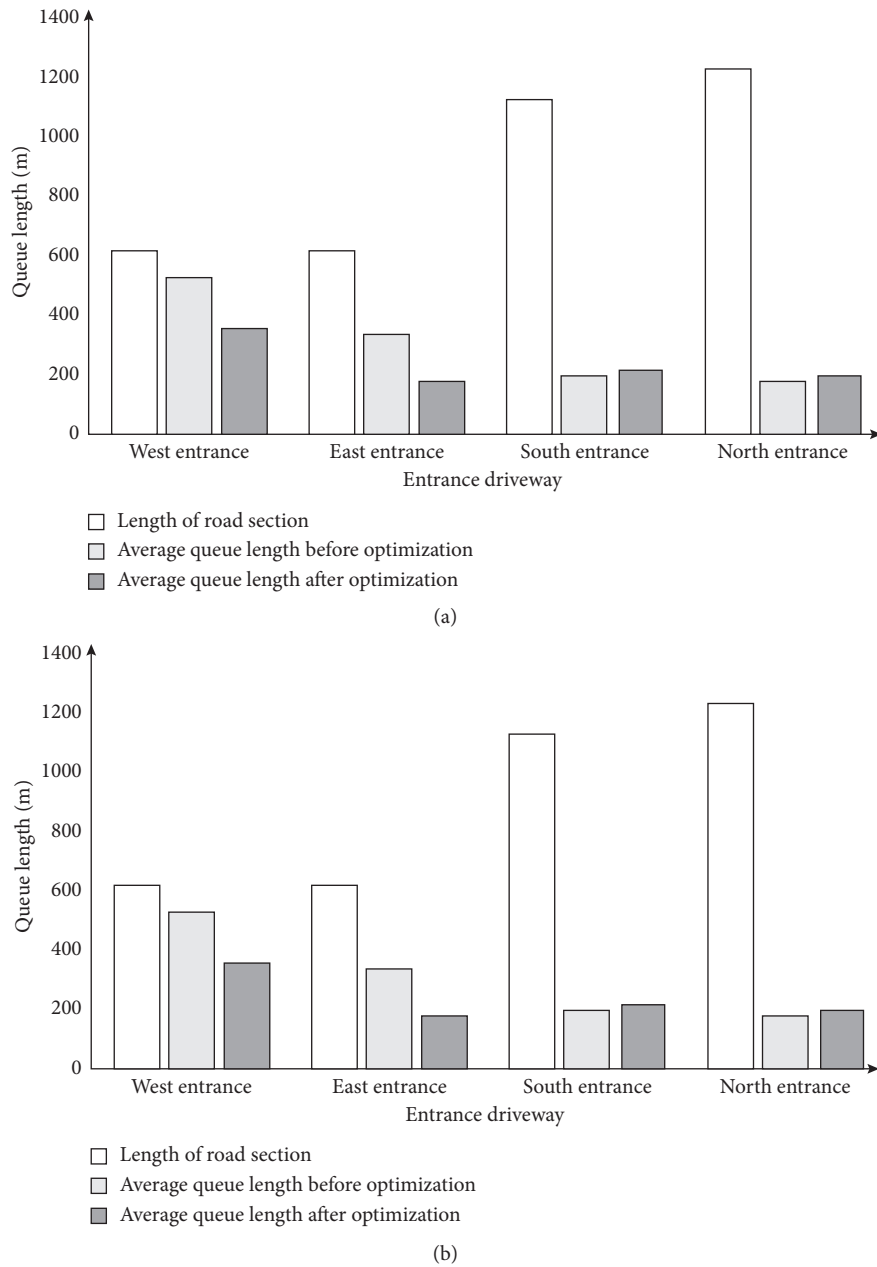 1400
1200
1000
800
600
400
200
0
Queue length (m)
West entrance East entrance South entrance North entrance
Entrance driveway
Length of road section
Average queue length before optimization
Average queue length after optimization
(a)
1400
1200
1000
800
600
400
200
0
Queue length (m)
West entrance East entrance South entrance North entrance
Entrance driveway
Length of road section
Average queue length before optimization
Average queue length after optimization
(b)